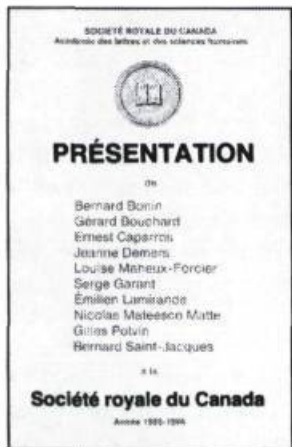 SOCIÉTÉ ROYALE DU CANADA
Académie des lettres et des sciences humaines
PRÉSENTATION
de
Bernard Bonin
Gérard Bouchard
Ernest Caparros
Jeanne Demers
Louise Maheux-Forcier
Serge Garant
Émilien Lamirande
Nicolas Mateesco Matte
Gilles Potvin
Bernard Saint-Jacques
à la
Société royale du Canada
Année